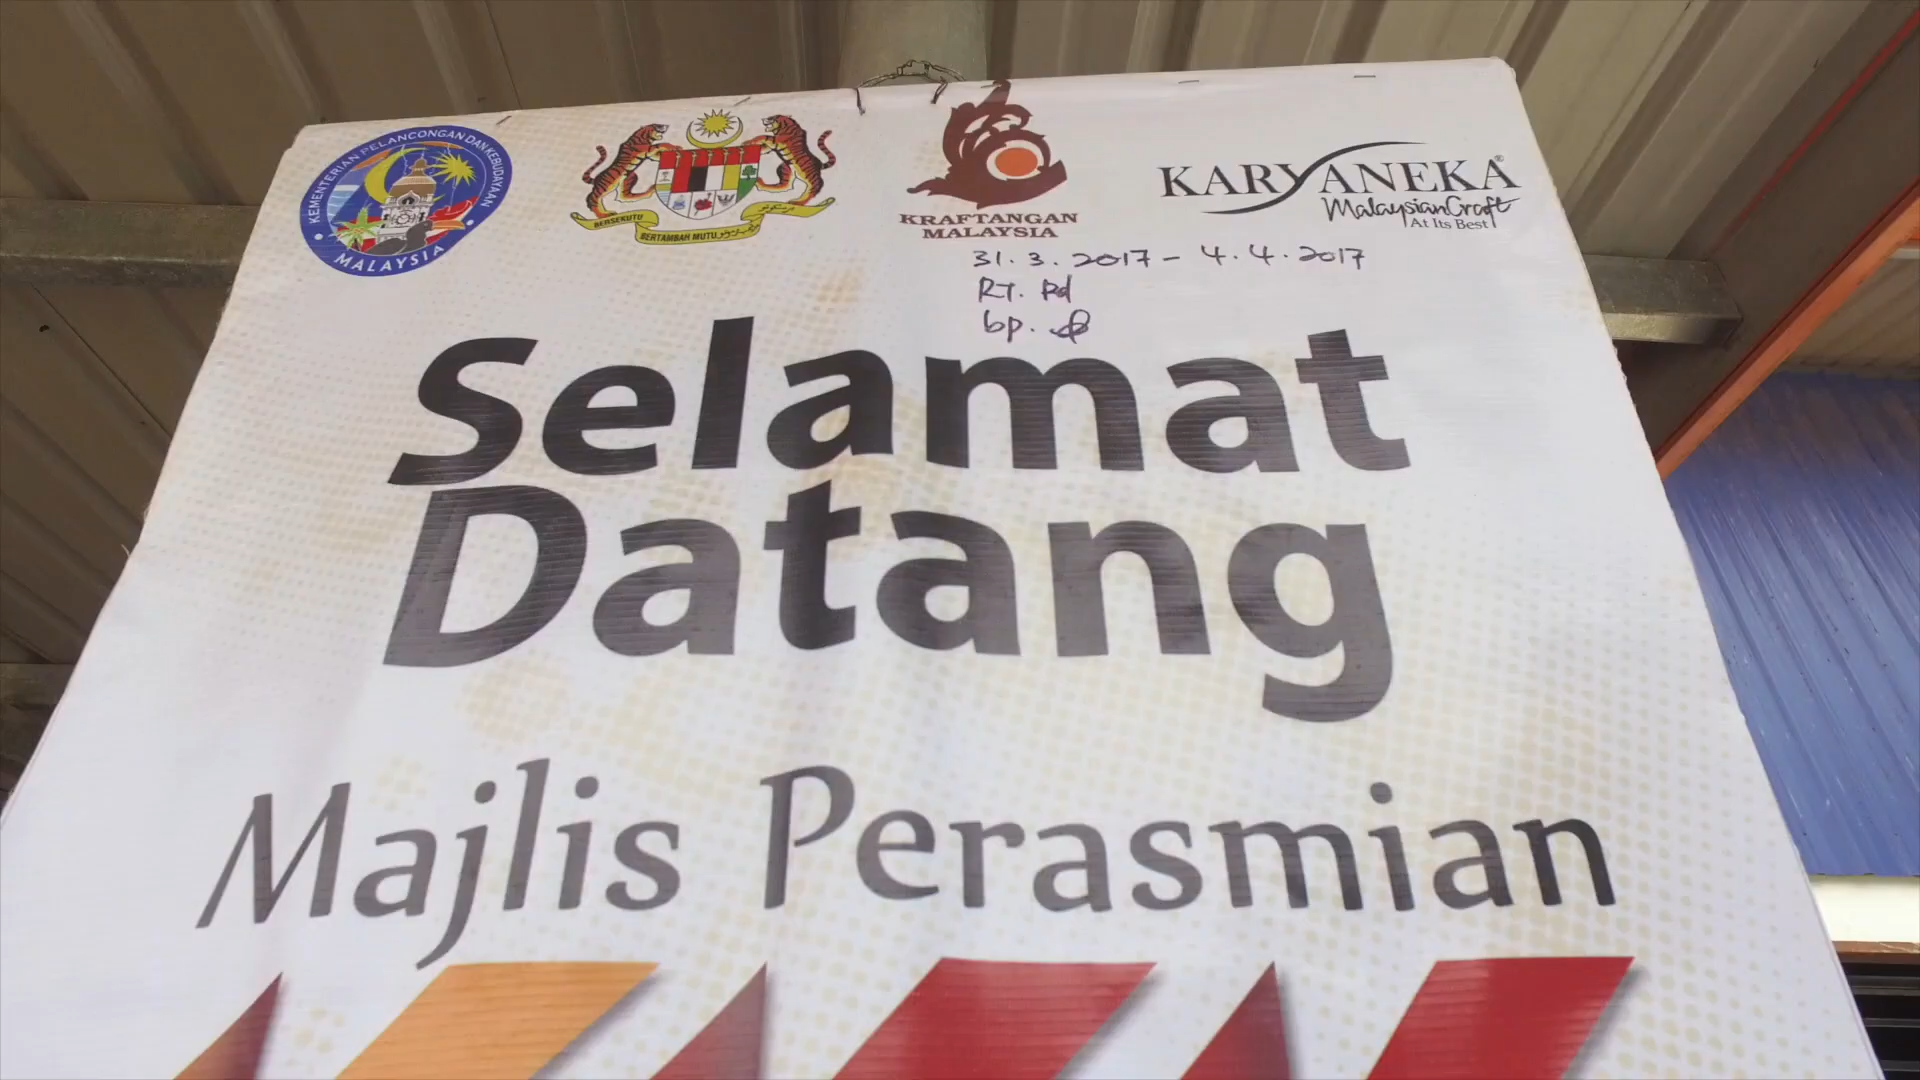 KEMENTERIAN PELANCONGAN DAN KEBUDAYAAN
MALAYSIA
BERSEKUTU
BERTAMBAH MUTU
KRAFTANGAN
MALAYSIA
KARYANEKA®
MalaysianCraft
At Its Best
31.3.2017 - 4.4.2017
RT. Pd
bp.
Selamat
Datang
Majlis Perasmian